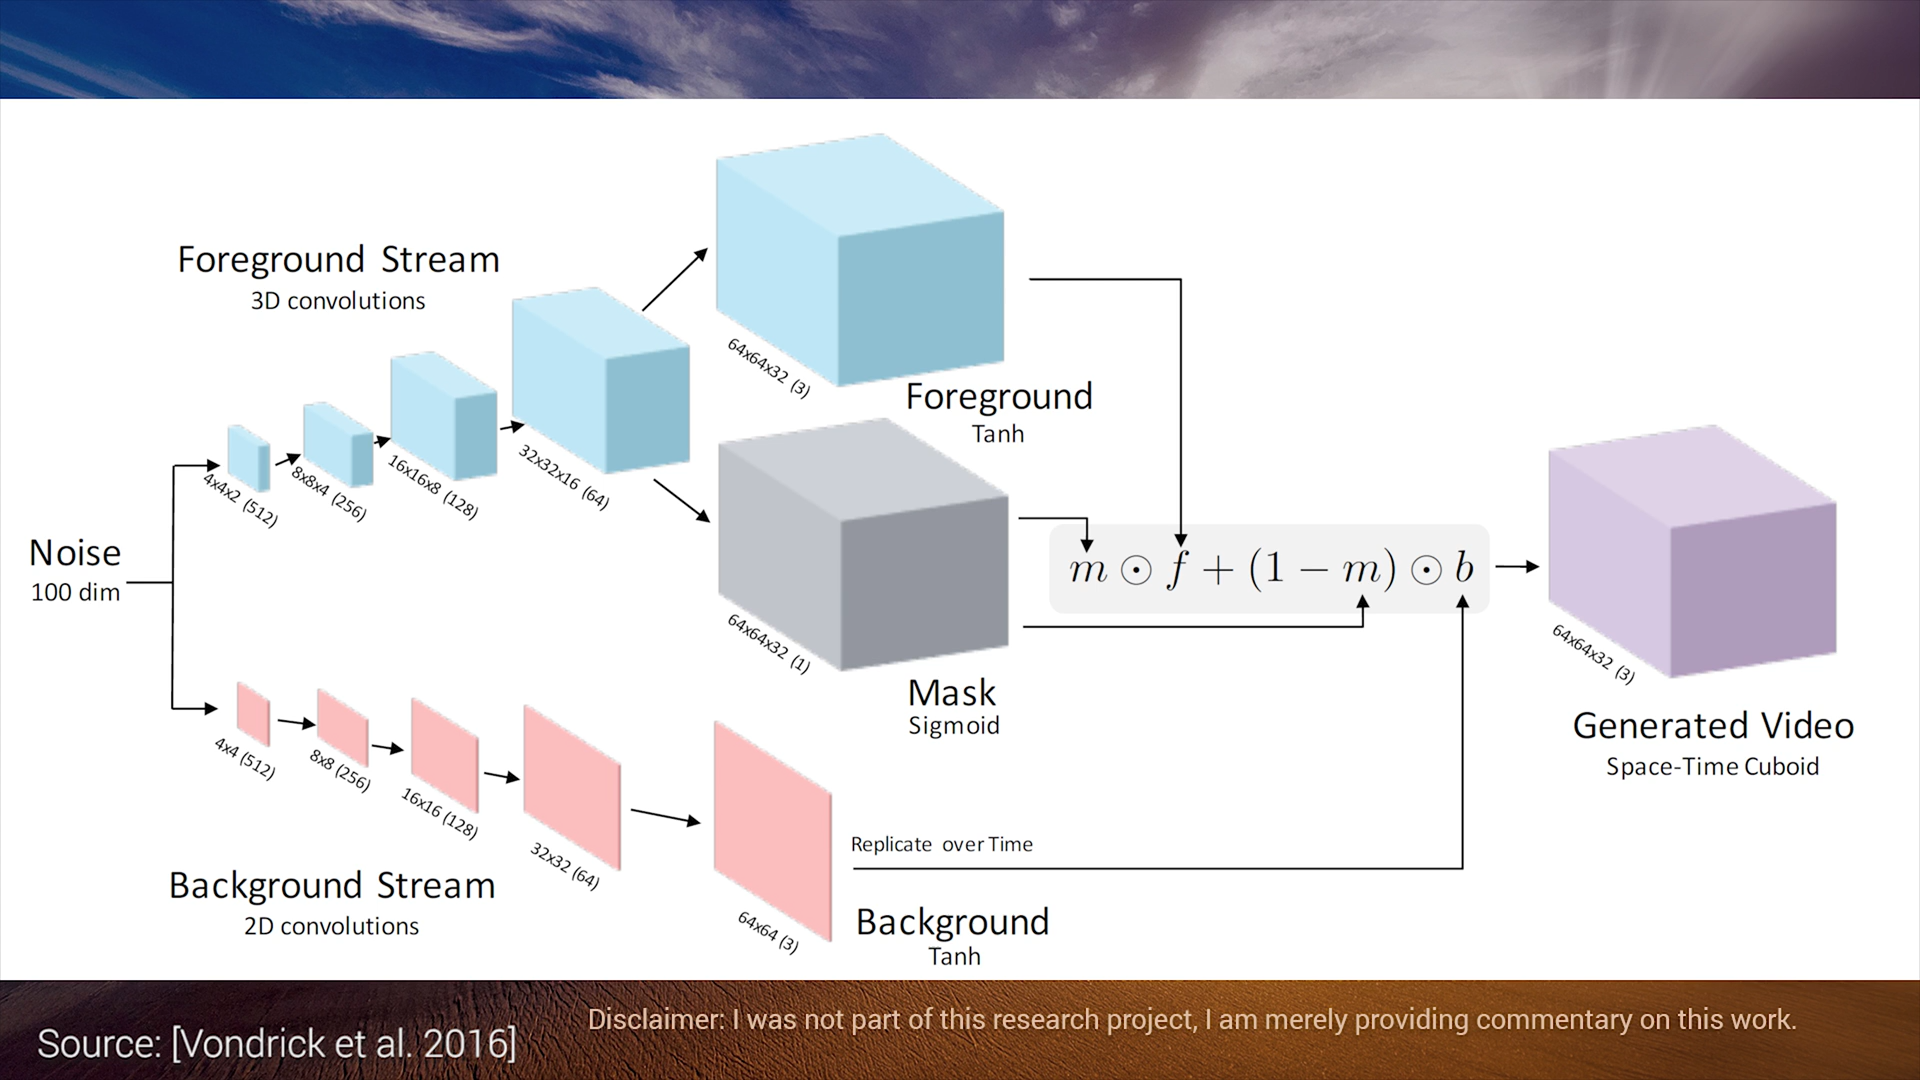 Foreground Stream
3D convolutions
4x4x2 (512)
8x8x4 (256)
16x16x8 (128)
32x32x16 (64)
64x64x32 (3)
Foreground
Tanh
64x64x32 (1)
Mask
Sigmoid
Noise
100 dim
m ⊙ f + (1 − m) ⊙ b
64x64x32 (3)
Generated Video
Space-Time Cuboid
4x4 (512)
8x8 (256)
16x16 (128)
32x32 (64)
64x64 (3)
Replicate over Time
Background Stream
2D convolutions
Background
Tanh
Source: [Vondrick et al. 2016]
Disclaimer: I was not part of this research project, I am merely providing commentary on this work.